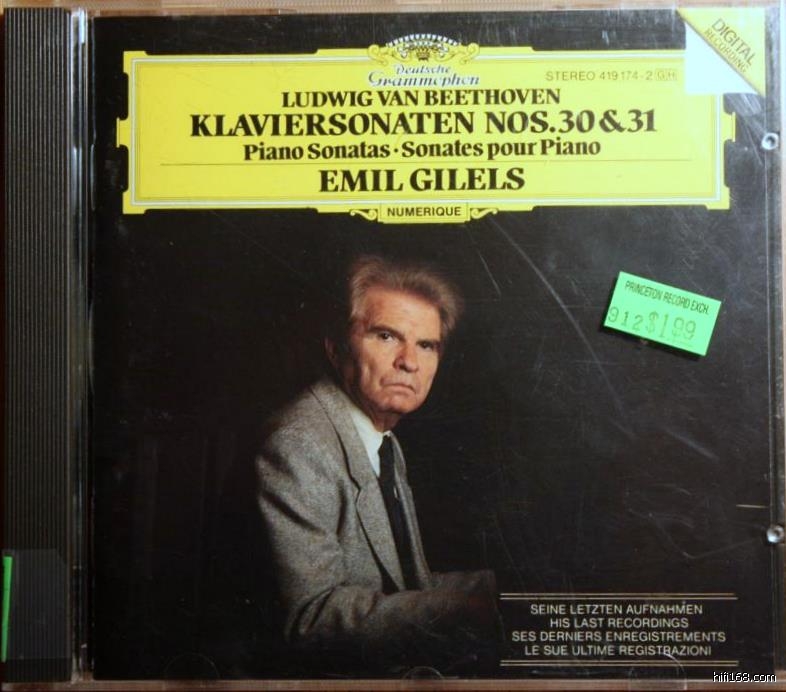 DIGITAL
RECORDING
Deutsche
Grammophon
STEREO 419 174-2 GH
LUDWIG VAN BEETHOVEN
KLAVIERSONATEN NOS. 30 & 31
Piano Sonatas · Sonates pour Piano
EMIL GILELS
NUMERIQUE
PRINCETON RECORD EXCH.
912 $1.99
SEINE LETZTEN AUFNAHMEN
HIS LAST RECORDINGS
SES DERNIERS ENREGISTREMENTS
LE SUE ULTIME REGISTRAZIONI
hifi168.com